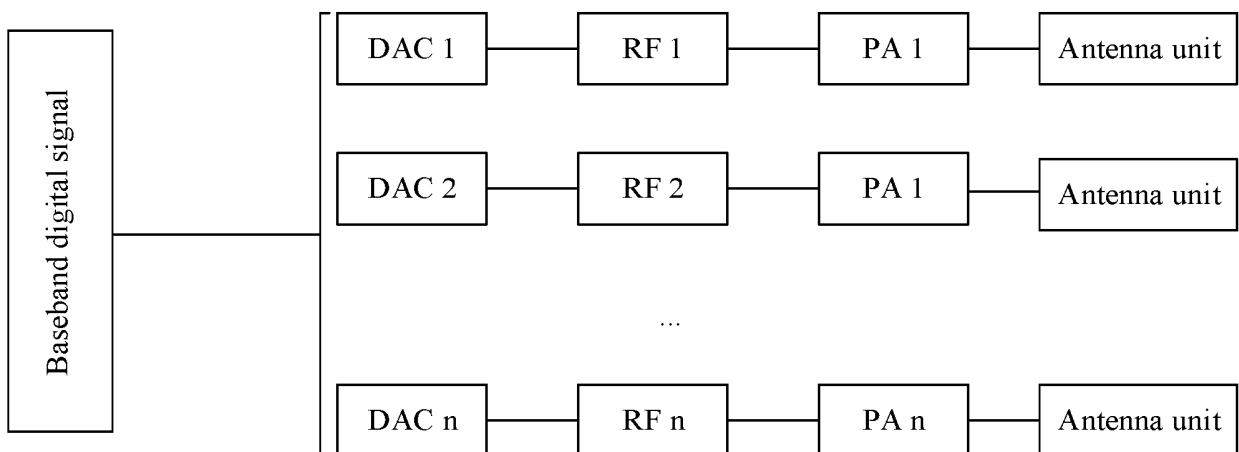 Baseband digital signal
DAC 1
RF 1
PA 1
Antenna unit
DAC 2
RF 2
PA 1
Antenna unit
...
DAC n
RF n
PA n
Antenna unit